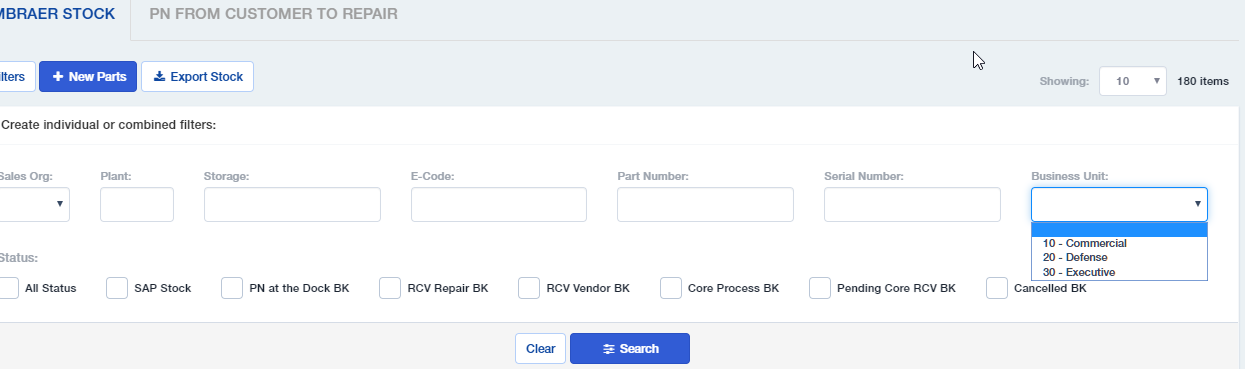 MBRAER STOCK PN FROM CUSTOMER TO REPAIR
ilters New Parts Export Stock Showing: 10 180 items
Create individual or combined filters:
Sales Org: Plant: Storage: E-Code: Part Number: Serial Number: Business Unit:
10 - Commercial
20 - Defense
30 - Executive
Status:
All Status SAP Stock PN at the Dock BK RCV Repair BK RCV Vendor BK Core Process BK Pending Core RCV BK Cancelled BK
Clear Search